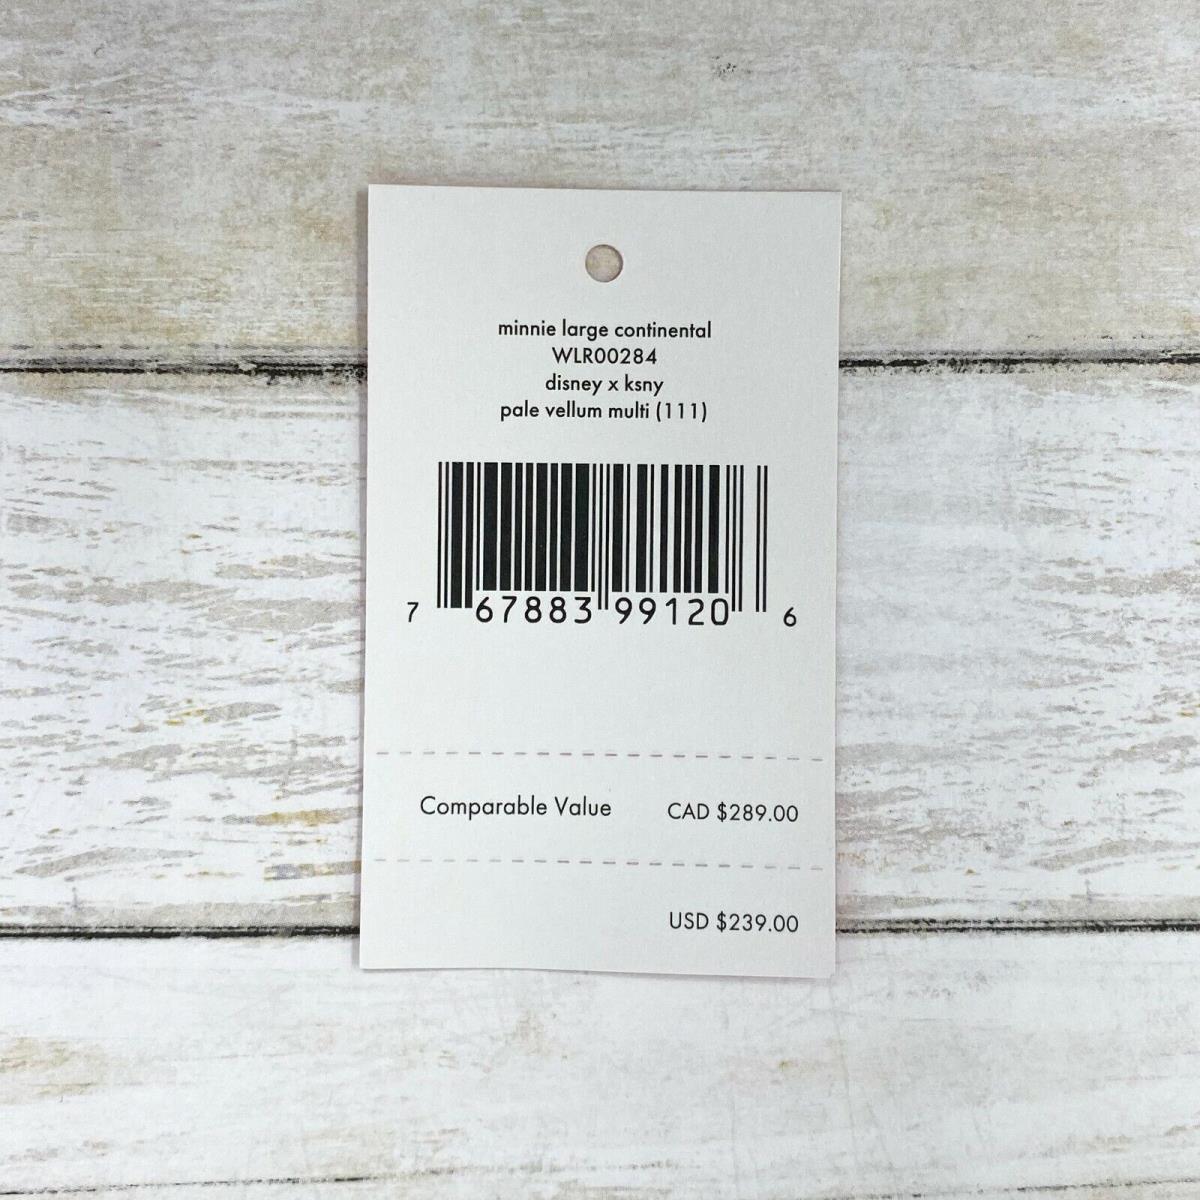 minnie large continental
WLR00284
disney x ksny
pale vellum multi (111)
7 67883 99120 6
Comparable Value CAD $289.00
USD $239.00